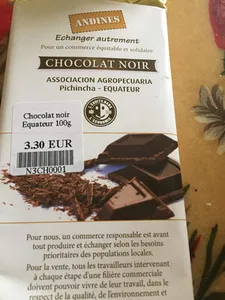 ANDINES
Echanger autrement
Pour un commerce équitable et solidaire
CHOCOLAT NOIR
ASSOCIACION AGROPECUARIA
Pichincha - EQUATEUR
Chocolat noir
Equateur 100g
3.30 EUR
N3CH0001
Pour nous, un commerce responsable est avant
tout produire et échanger selon les besoins
prioritaires des populations locales.
Pour la vente, tous les travailleurs intervenant
à chaque étape d'une filière commerciale
doivent pouvoir vivre de leur travail, dans le
respect de la qualité, de l'environnement et